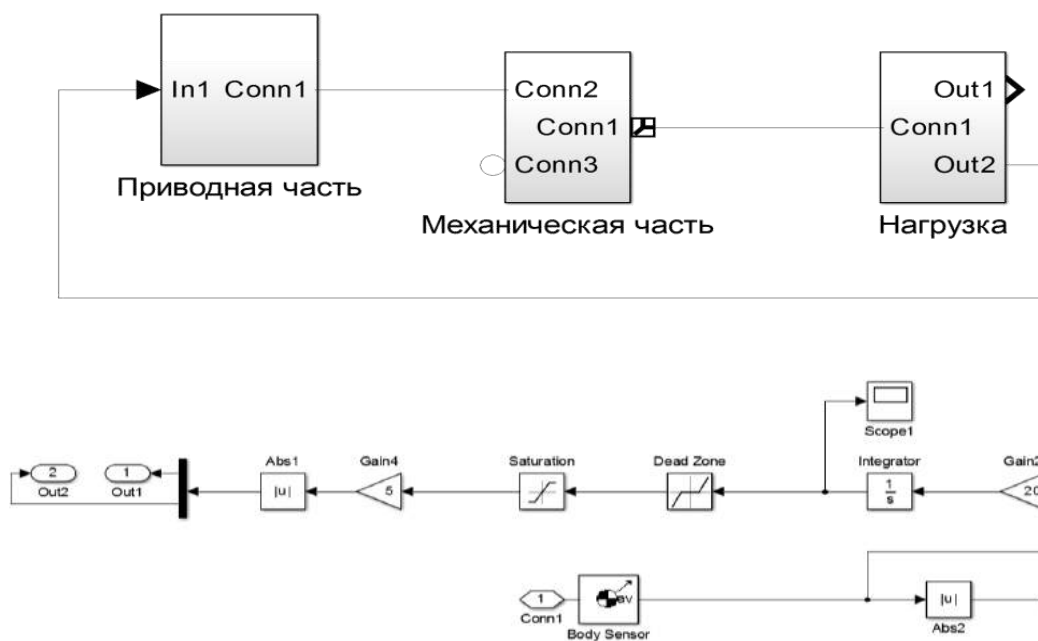 In1 Conn1
Приводная часть
Conn2
Conn1
Conn3
Механическая часть
Out1
Conn1
Out2
Нагрузка
Scope1
Abs1
Gain4
Saturation
Dead Zone
Integrator
Gain2
2
Out2
1
Out1
|u|
5
1
s
20
1
Conn1
av
Body Sensor
|u|
Abs2